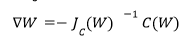 ∇W = − J_C(W)^{−1} C(W)